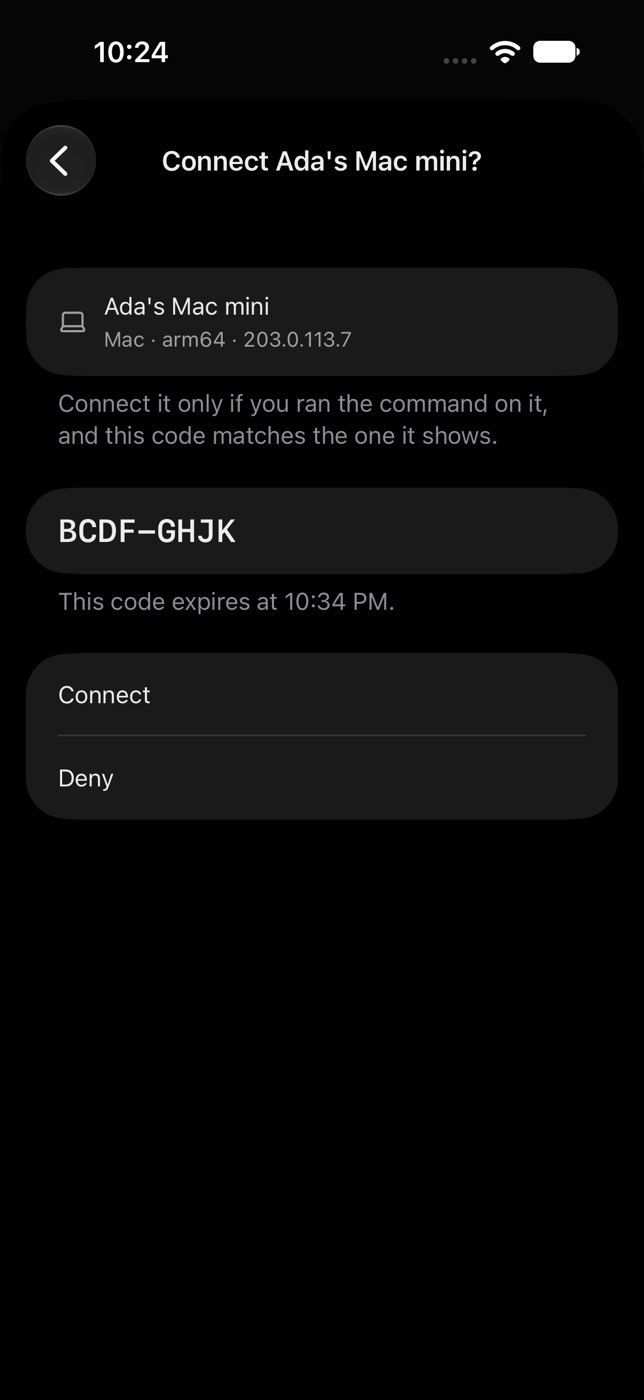 10:24
Connect Ada's Mac mini?
Ada's Mac mini
Mac · arm64 · 203.0.113.7
Connect it only if you ran the command on it,
and this code matches the one it shows.
BCDF–GHJK
This code expires at 10:34 PM.
Connect
Deny